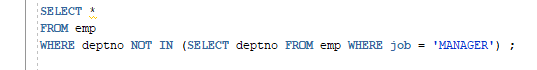 SELECT *
FROM emp
WHERE deptno NOT IN (SELECT deptno FROM emp WHERE job = 'MANAGER') ;